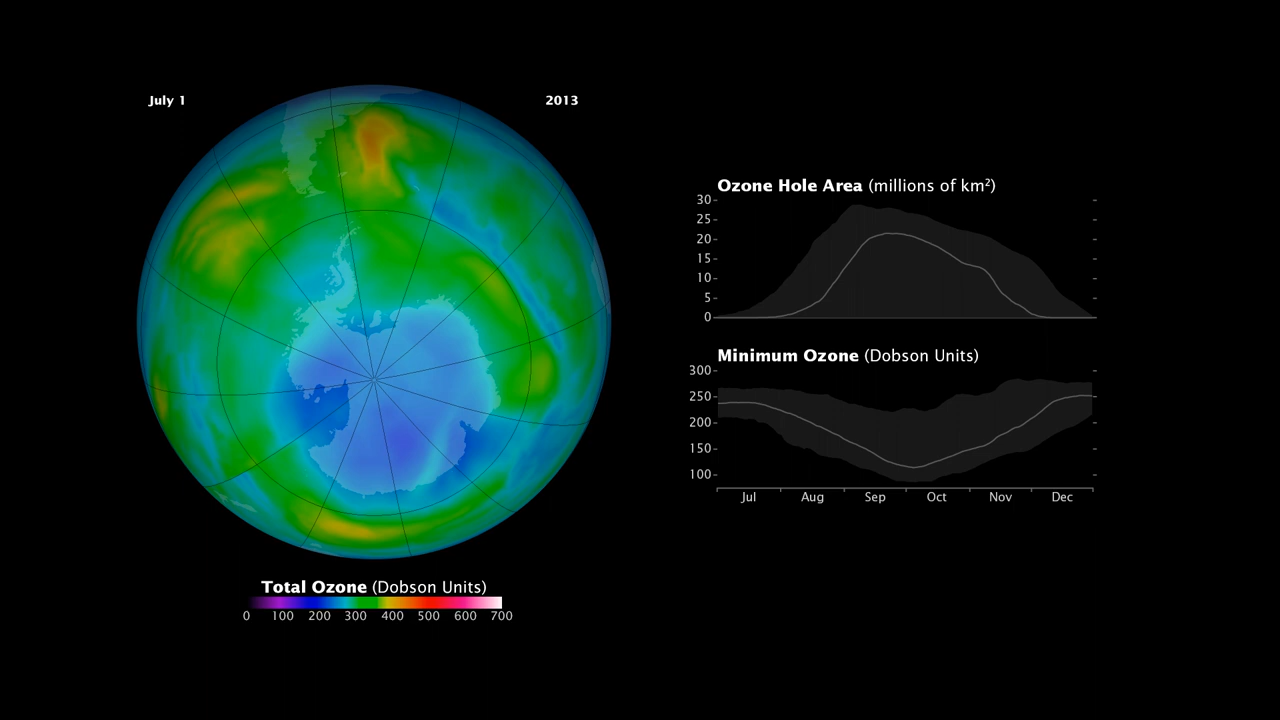 July 1
2013
Total Ozone (Dobson Units)
0 100 200 300 400 500 600 700
Ozone Hole Area (millions of km²)
30
25
20
15
10
5
0
Minimum Ozone (Dobson Units)
300
250
200
150
100
Jul Aug Sep Oct Nov Dec